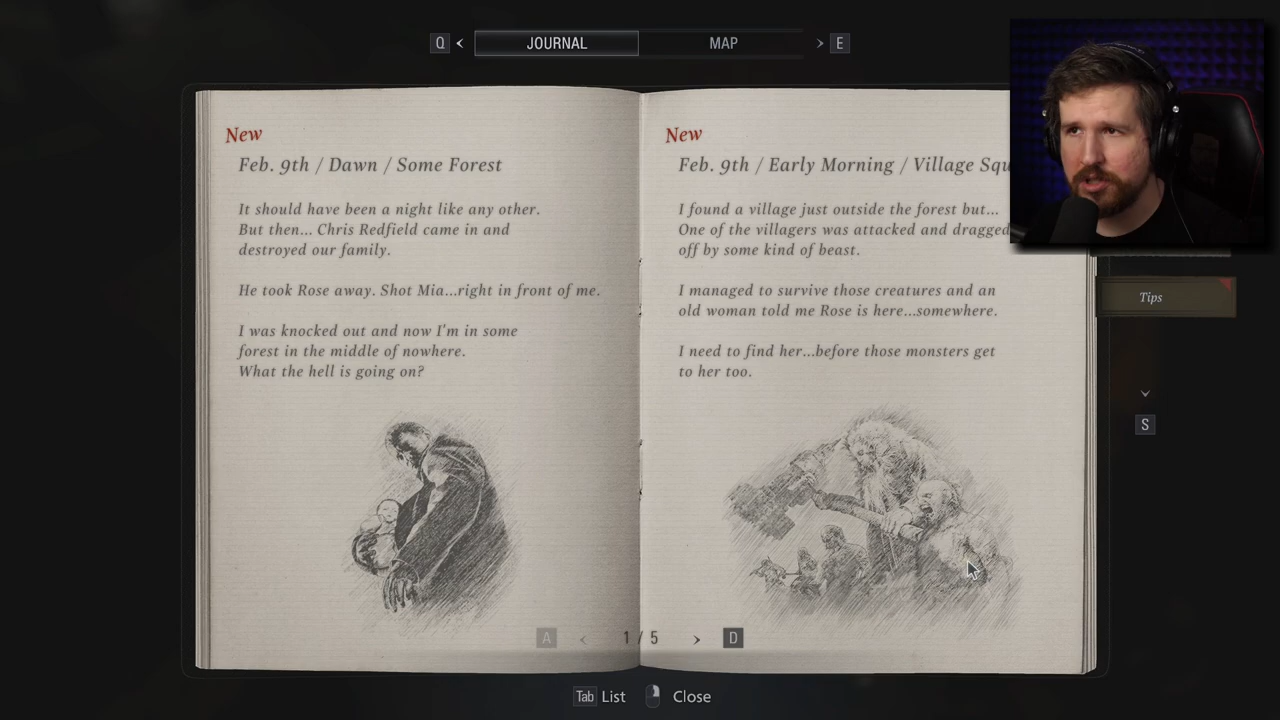 Q < JOURNAL MAP > E
New
Feb. 9th / Dawn / Some Forest
It should have been a night like any other.
But then... Chris Redfield came in and
destroyed our family.
He took Rose away. Shot Mia...right in front of me.
I was knocked out and now I'm in some
forest in the middle of nowhere.
What the hell is going on?
New
Feb. 9th / Early Morning / Village Squ
I found a village just outside the forest but...
One of the villagers was attacked and dragged
off by some kind of beast.
I managed to survive those creatures and an
old woman told me Rose is here...somewhere.
I need to find her...before those monsters get
to her too.
Tips
S
A < 1 / 5 > D
Tab List Close